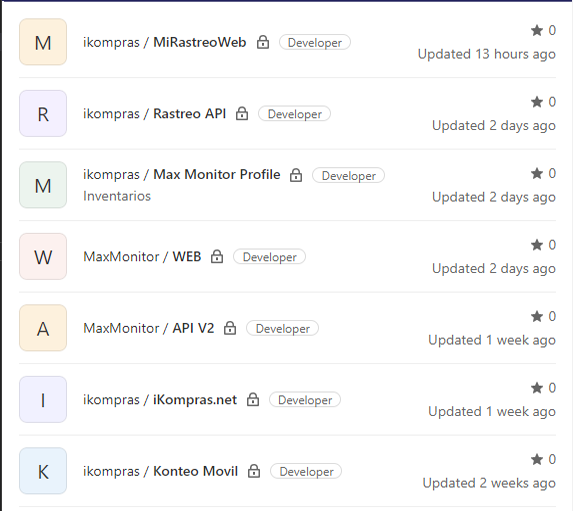 M
ikompras / MiRastreoWeb Developer
0
Updated 13 hours ago
R
ikompras / Rastreo API Developer
0
Updated 2 days ago
M
ikompras / Max Monitor Profile Developer
Inventarios
0
Updated 2 days ago
W
MaxMonitor / WEB Developer
0
Updated 2 days ago
A
MaxMonitor / API V2 Developer
0
Updated 1 week ago
I
ikompras / iKompras.net Developer
0
Updated 1 week ago
K
ikompras / Konteo Movil Developer
0
Updated 2 weeks ago